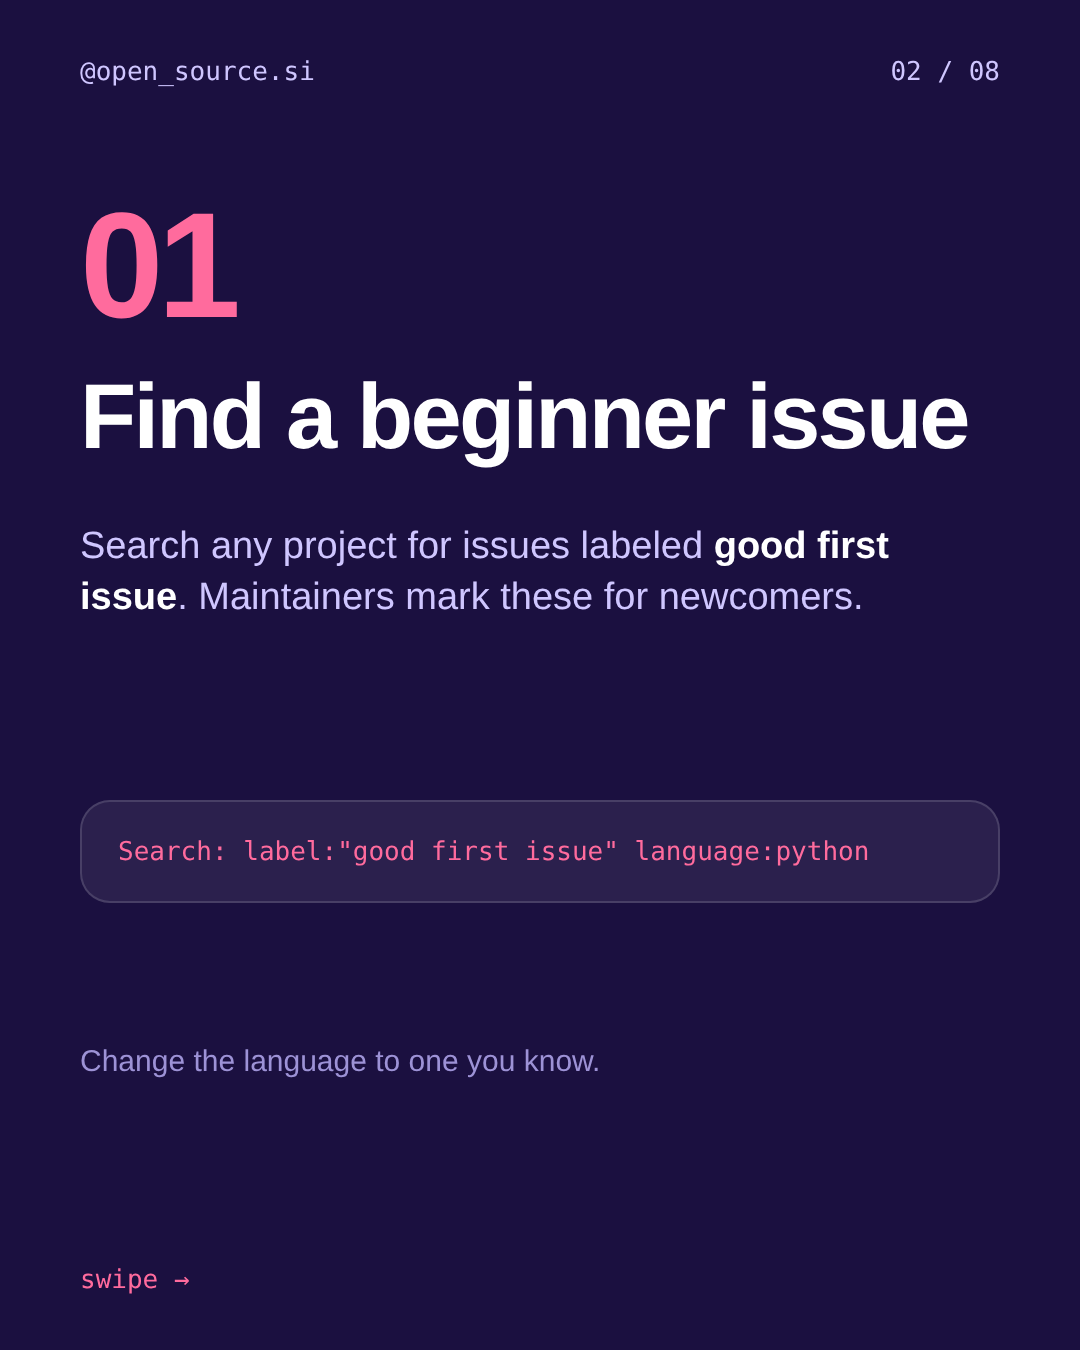 @open_source.si
02 / 08
01
Find a beginner issue
Search any project for issues labeled good first
issue. Maintainers mark these for newcomers.
Search: label:"good first issue" language:python
Change the language to one you know.
swipe →